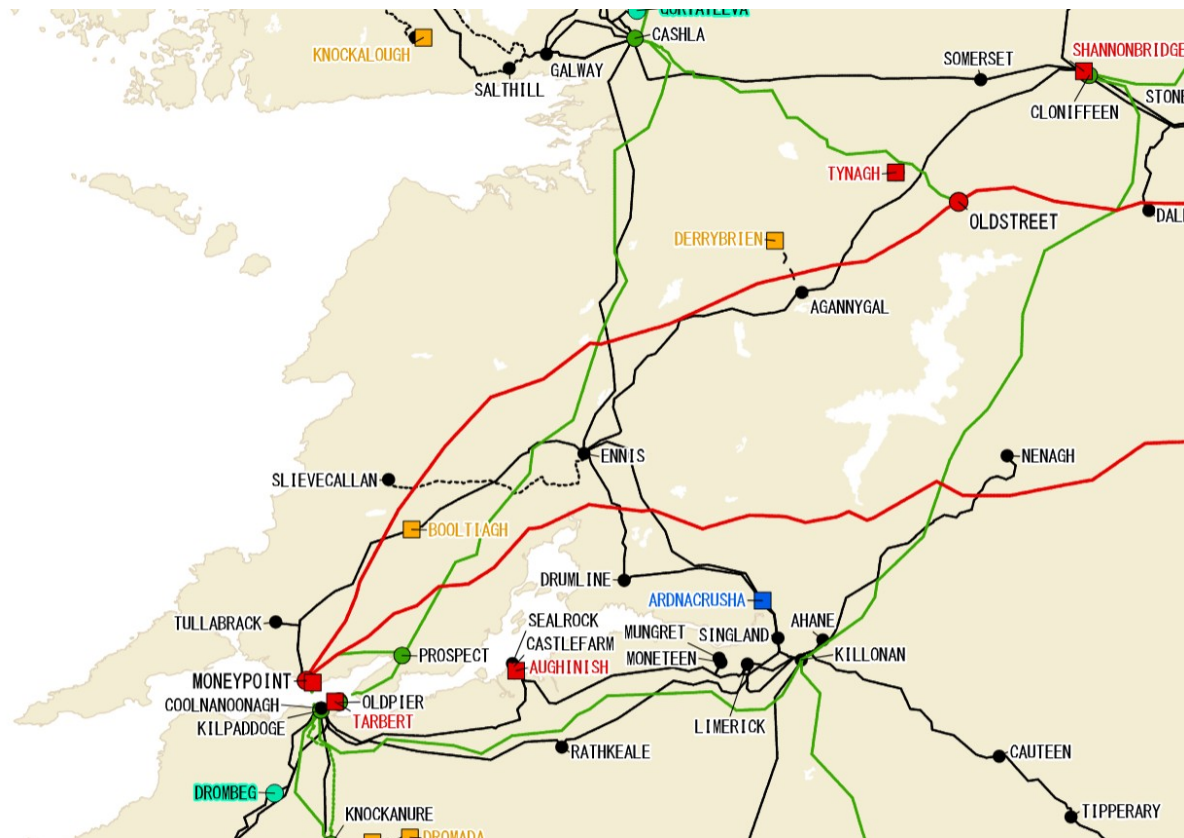 GORTATLEVA
CASHLA
KNOCKALOUGH
GALWAY
SALTHILL
SOMERSET
SHANNONBRIDGE
CLONIFFEEN
TYNAGH
OLDSTREET
DERRYBRIEN
AGANNYGAL
ENNIS
NENAGH
SLIEVECALLAN
BOOLTIAGH
DRUMLINE
ARDNACRUSHA
TULLABRACK
SEALROCK
MUNGRET
SINGLAND
AHANE
CASTLEFARM
PROSPECT
MONETEEN
KILLONAN
AUGHINISH
MONEYPOINT
COOLNANOONAGH
OLDPIER
KILPADDOGE
TARBERT
LIMERICK
RATHKEALE
CAUTEEN
DROMBEG
KNOCKANURE
TIPPERARY
DROMADA